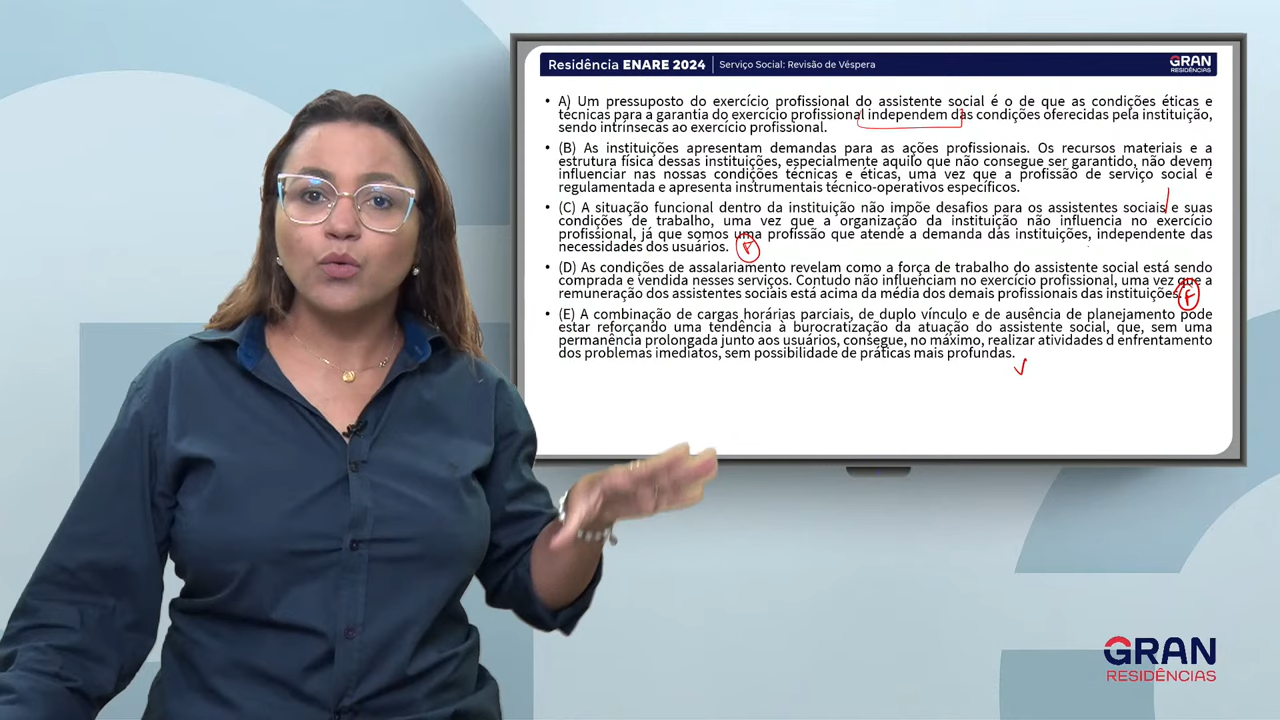 Residência ENARE 2024
Serviço Social: Revisão de Véspera
GRAN
RESIDÊNCIAS
• A) Um pressuposto do exercício profissional do assistente social é o de que as condições éticas e
técnicas para a garantia do exercício profissional independem das condições oferecidas pela instituição,
sendo intrínsecas ao exercício profissional.
• (B) As instituições apresentam demandas para as ações profissionais. Os recursos materiais e a
estrutura física dessas instituições, especialmente aquilo que não consegue ser garantido, não devem
influenciar nas nossas condições técnicas e éticas, uma vez que a profissão de serviço social é
regulamentada e apresenta instrumentais técnico-operativos específicos.
• (C) A situação funcional dentro da instituição não impõe desafios para os assistentes sociais e suas
condições de trabalho, uma vez que a organização da instituição não influencia no exercício
profissional, já que somos uma profissão que atende a demanda das instituições, independente das
necessidades dos usuários.
• (D) As condições de assalariamento revelam como a força de trabalho do assistente social está sendo
comprada e vendida nesses serviços. Contudo não influenciam no exercício profissional, uma vez que a
remuneração dos assistentes sociais está acima da média dos demais profissionais das instituições. F
• (E) A combinação de cargas horárias parciais, de duplo vínculo e de ausência de planejamento pode
estar reforçando uma tendência à burocratização da atuação do assistente social, que, sem uma
permanência prolongada junto aos usuários, consegue, no máximo, realizar atividades d enfrentamento
dos problemas imediatos, sem possibilidade de práticas mais profundas.
GRAN
RESIDÊNCIAS